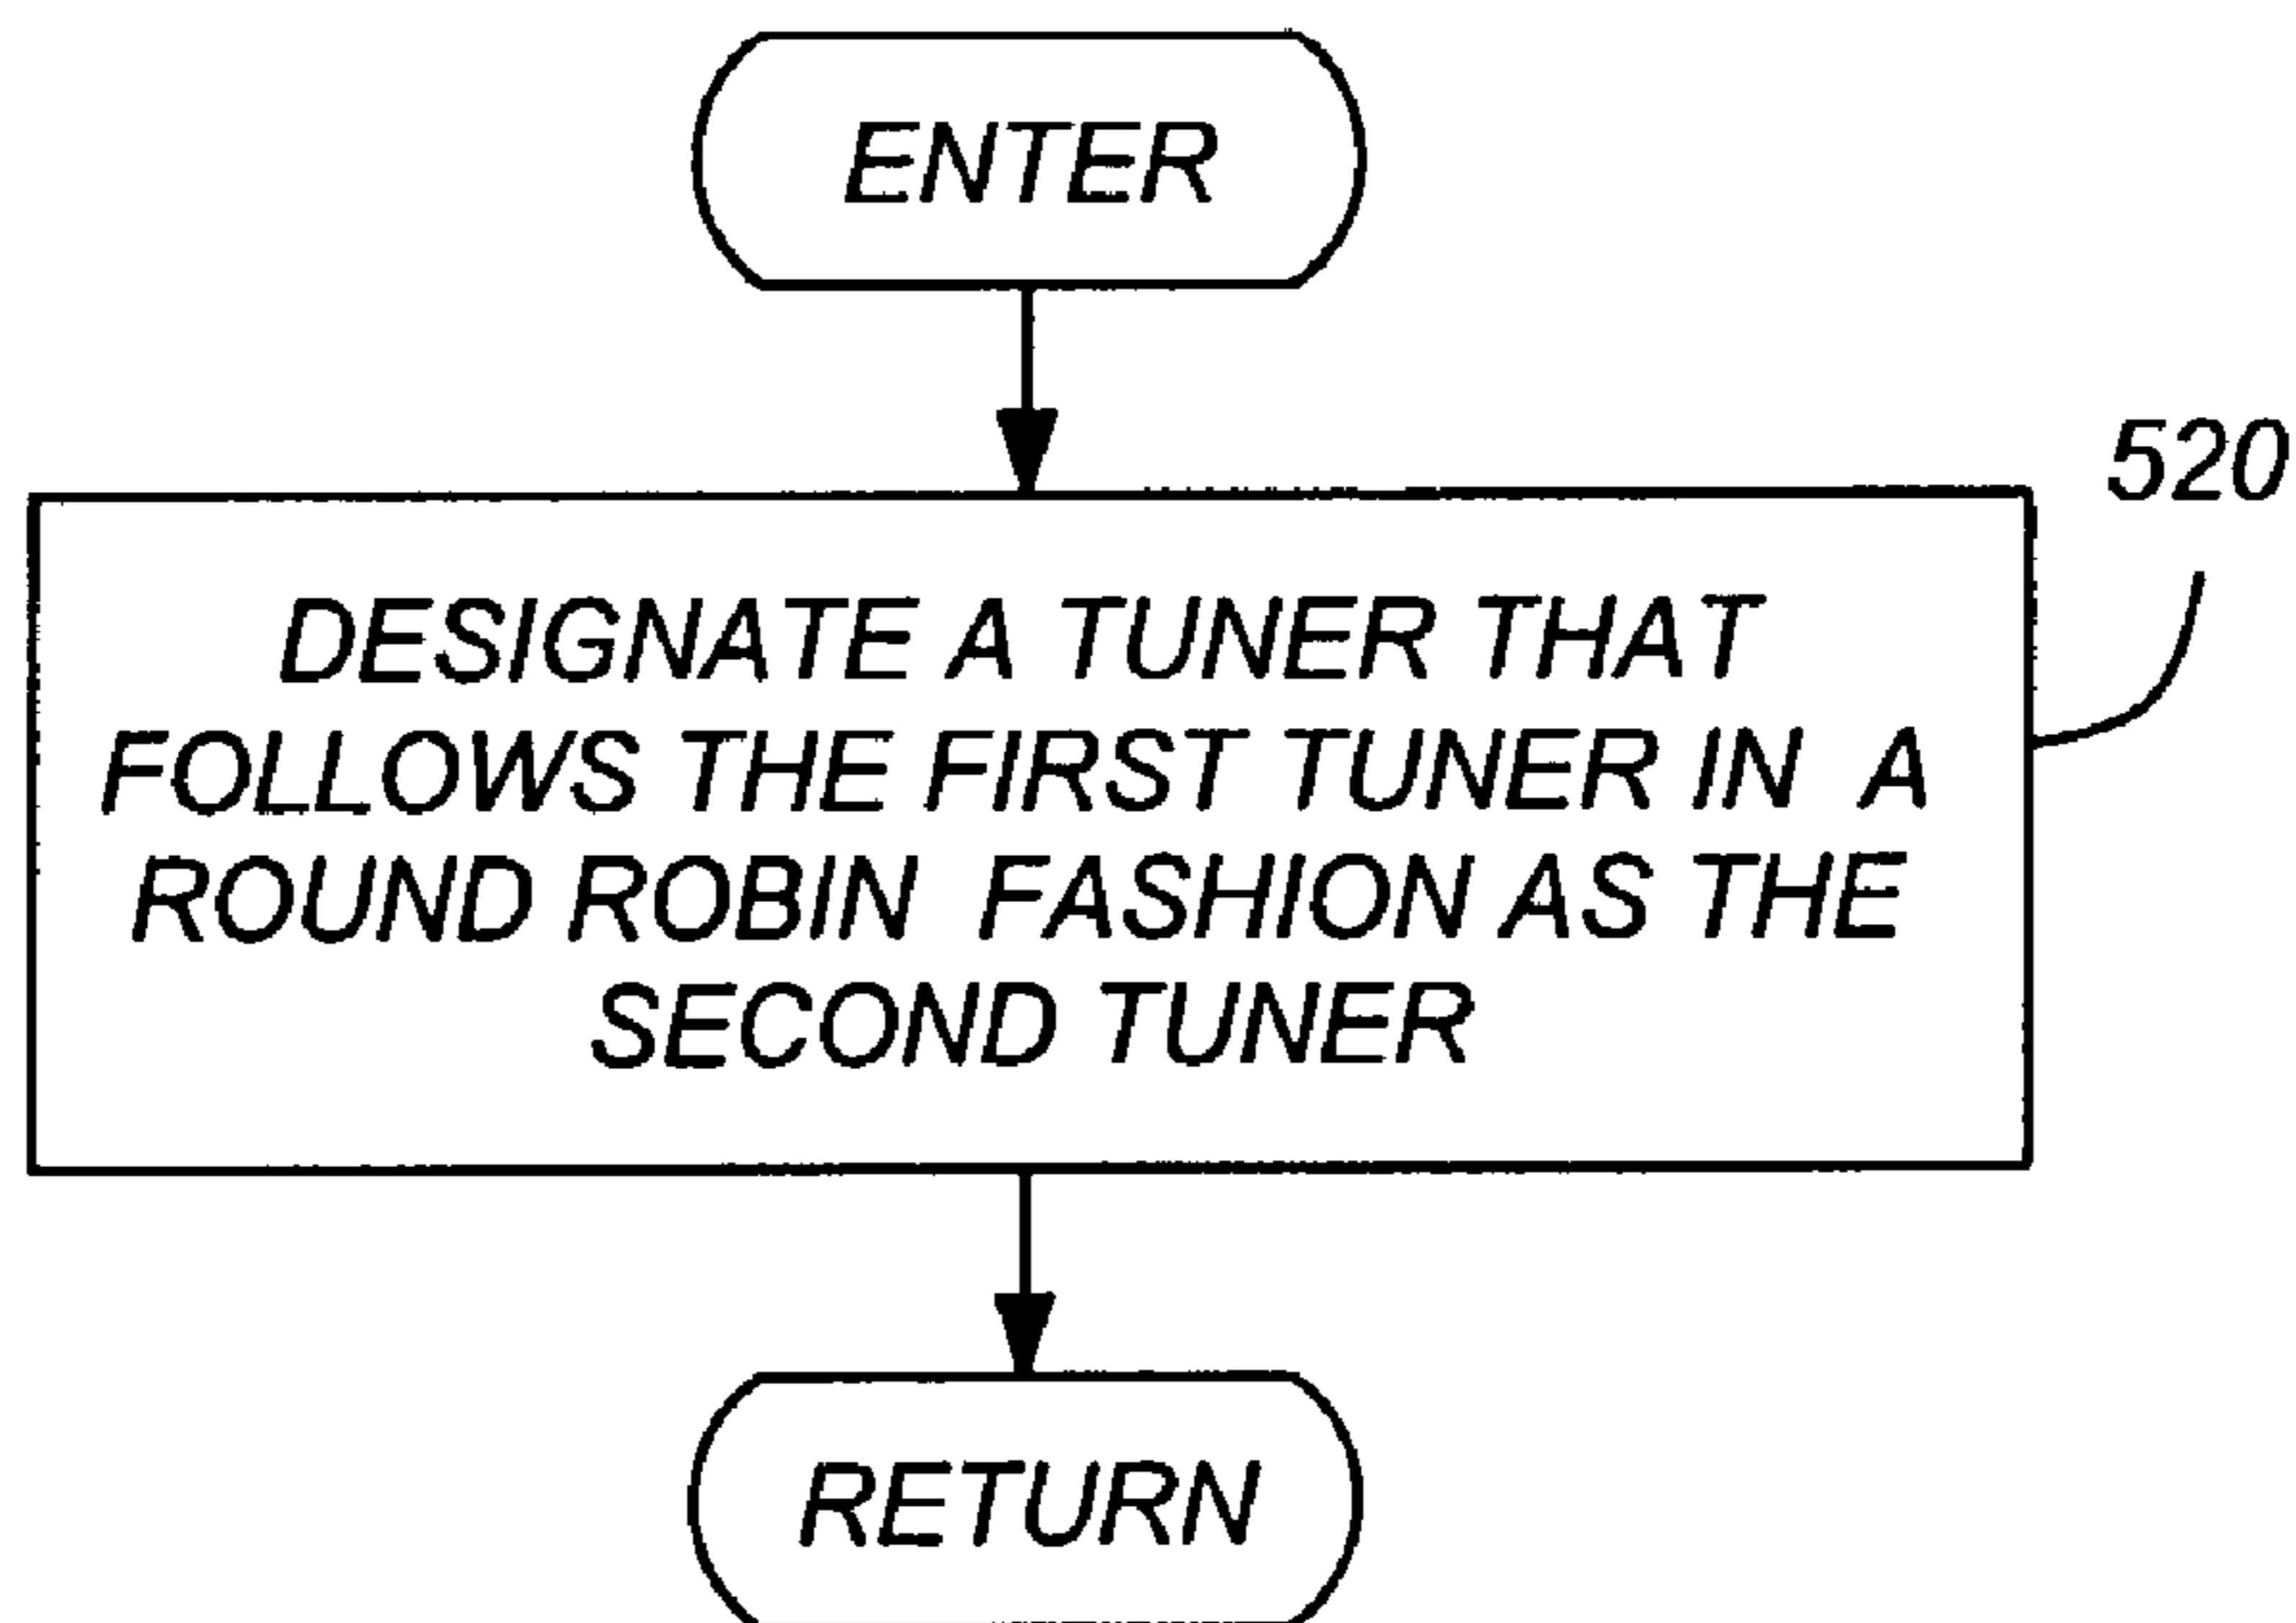 ENTER
520
DESIGNATE A TUNER THAT
FOLLOWS THE FIRST TUNER IN A
ROUND ROBIN FASHION AS THE
SECOND TUNER
RETURN